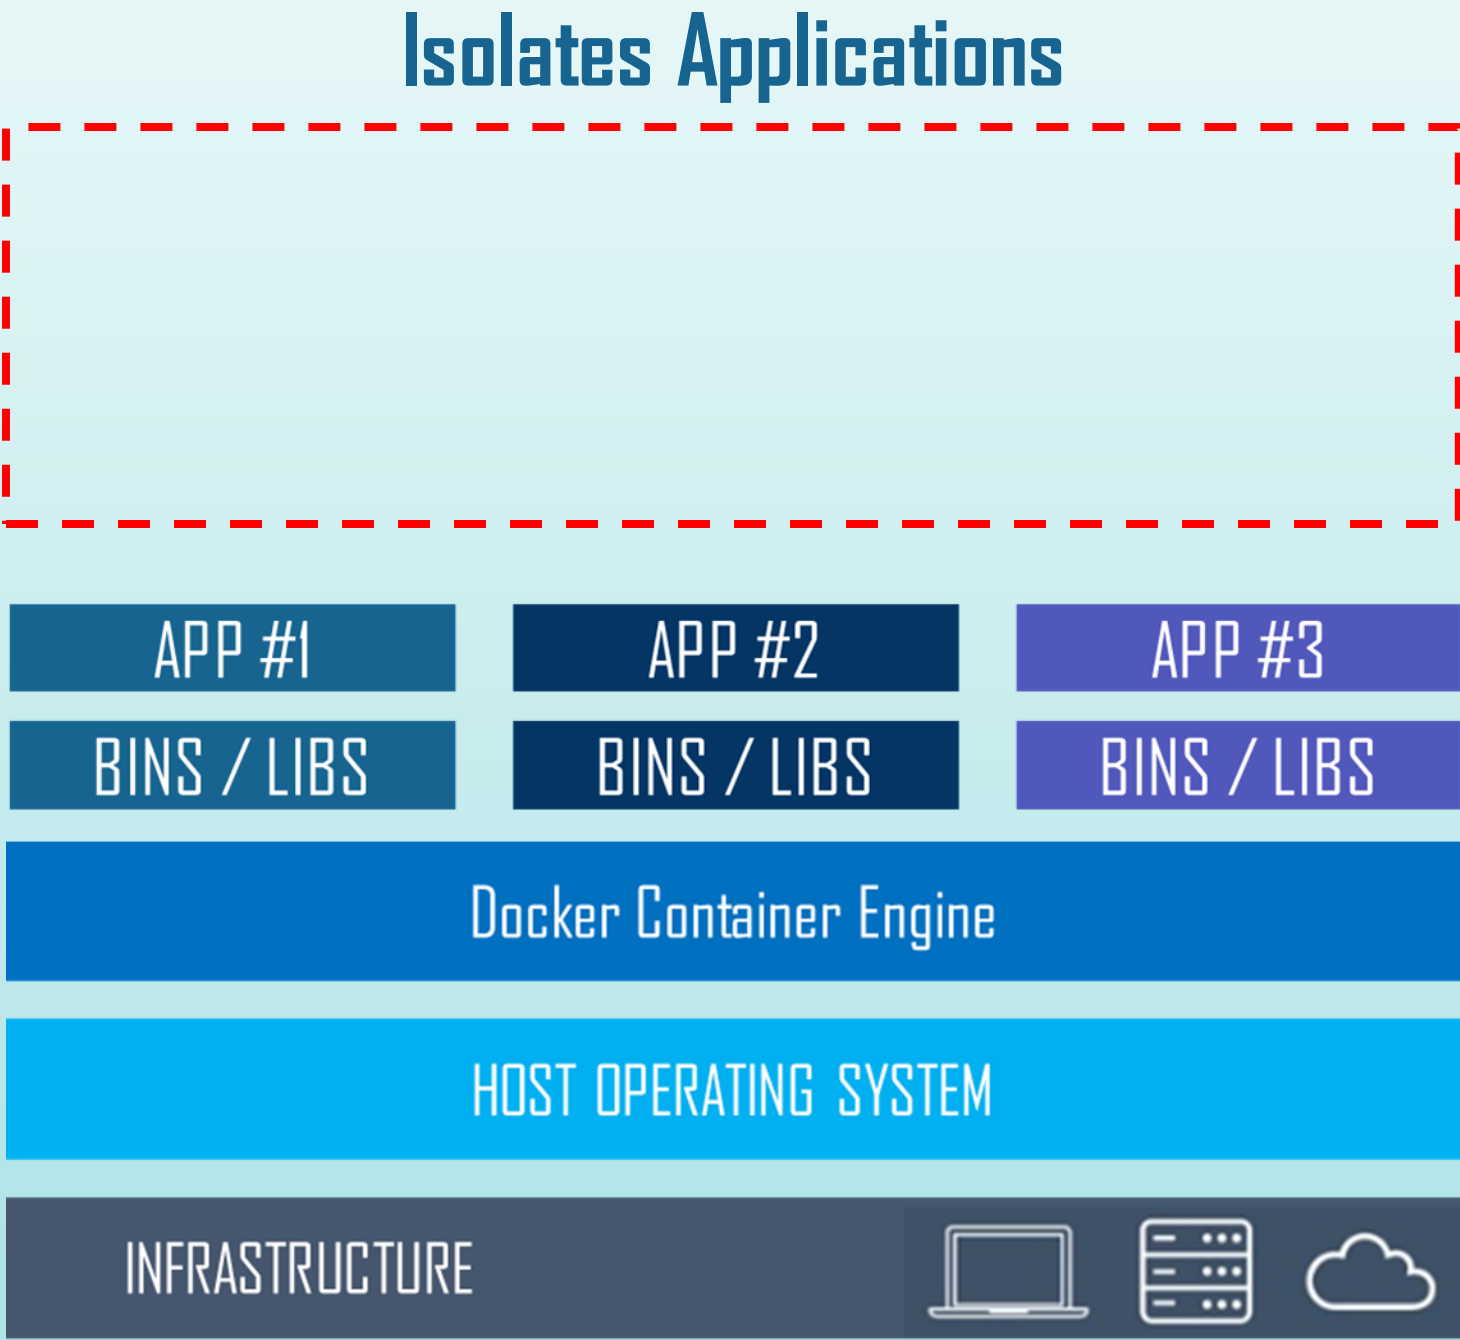 Isolates Applications
APP #1
APP #2
APP #3
BINS / LIBS
BINS / LIBS
BINS / LIBS
Docker Container Engine
HOST OPERATING SYSTEM
INFRASTRUCTURE